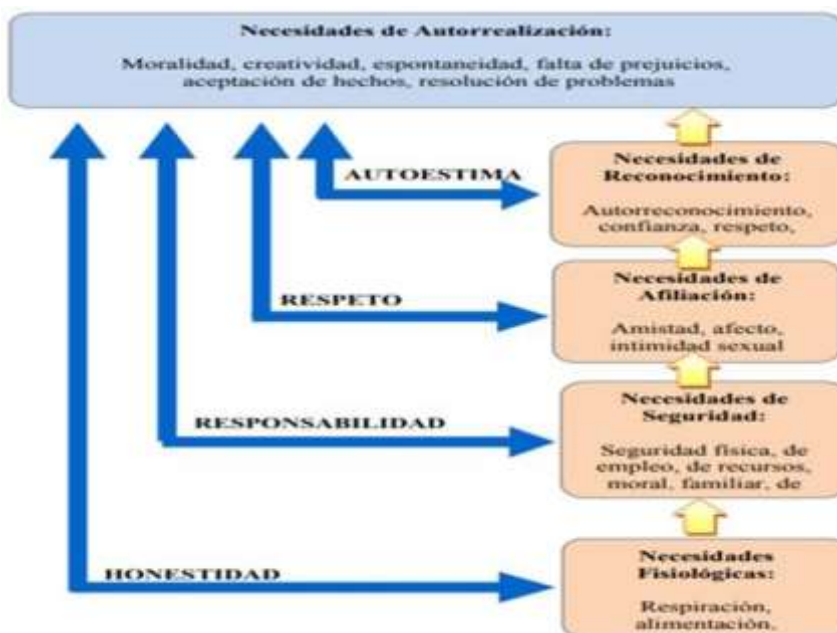 Necesidades de Autorrealización:
Moralidad, creatividad, espontaneidad, falta de prejuicios,
aceptación de hechos, resolución de problemas
AUTOESTIMA
Necesidades de
Reconocimiento:
Autorreconocimiento,
confianza, respeto,
RESPETO
Necesidades de
Afiliación:
Amistad, afecto,
intimidad sexual
RESPONSABILIDAD
Necesidades de
Seguridad:
Seguridad física, de
empleo, de recursos,
moral, familiar, de
HONESTIDAD
Necesidades
Fisiológicas:
Respiración,
alimentación,